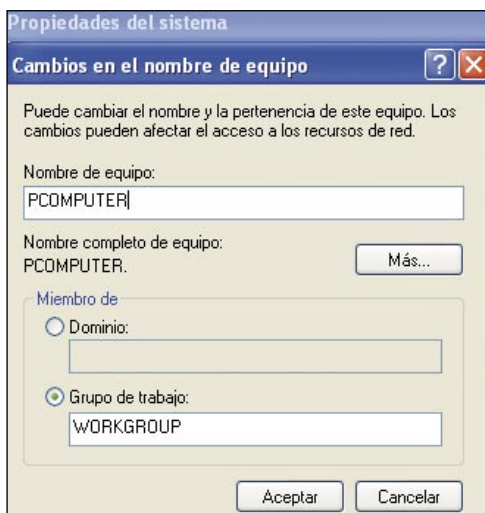 Propiedades del sistema
Cambios en el nombre de equipo
Puede cambiar el nombre y la pertenencia de este equipo. Los
cambios pueden afectar el acceso a los recursos de red.
Nombre de equipo:
PCOMPUTER
Nombre completo de equipo:
PCOMPUTER.
Más...
Miembro de
Dominio:
Grupo de trabajo:
WORKGROUP
Aceptar
Cancelar